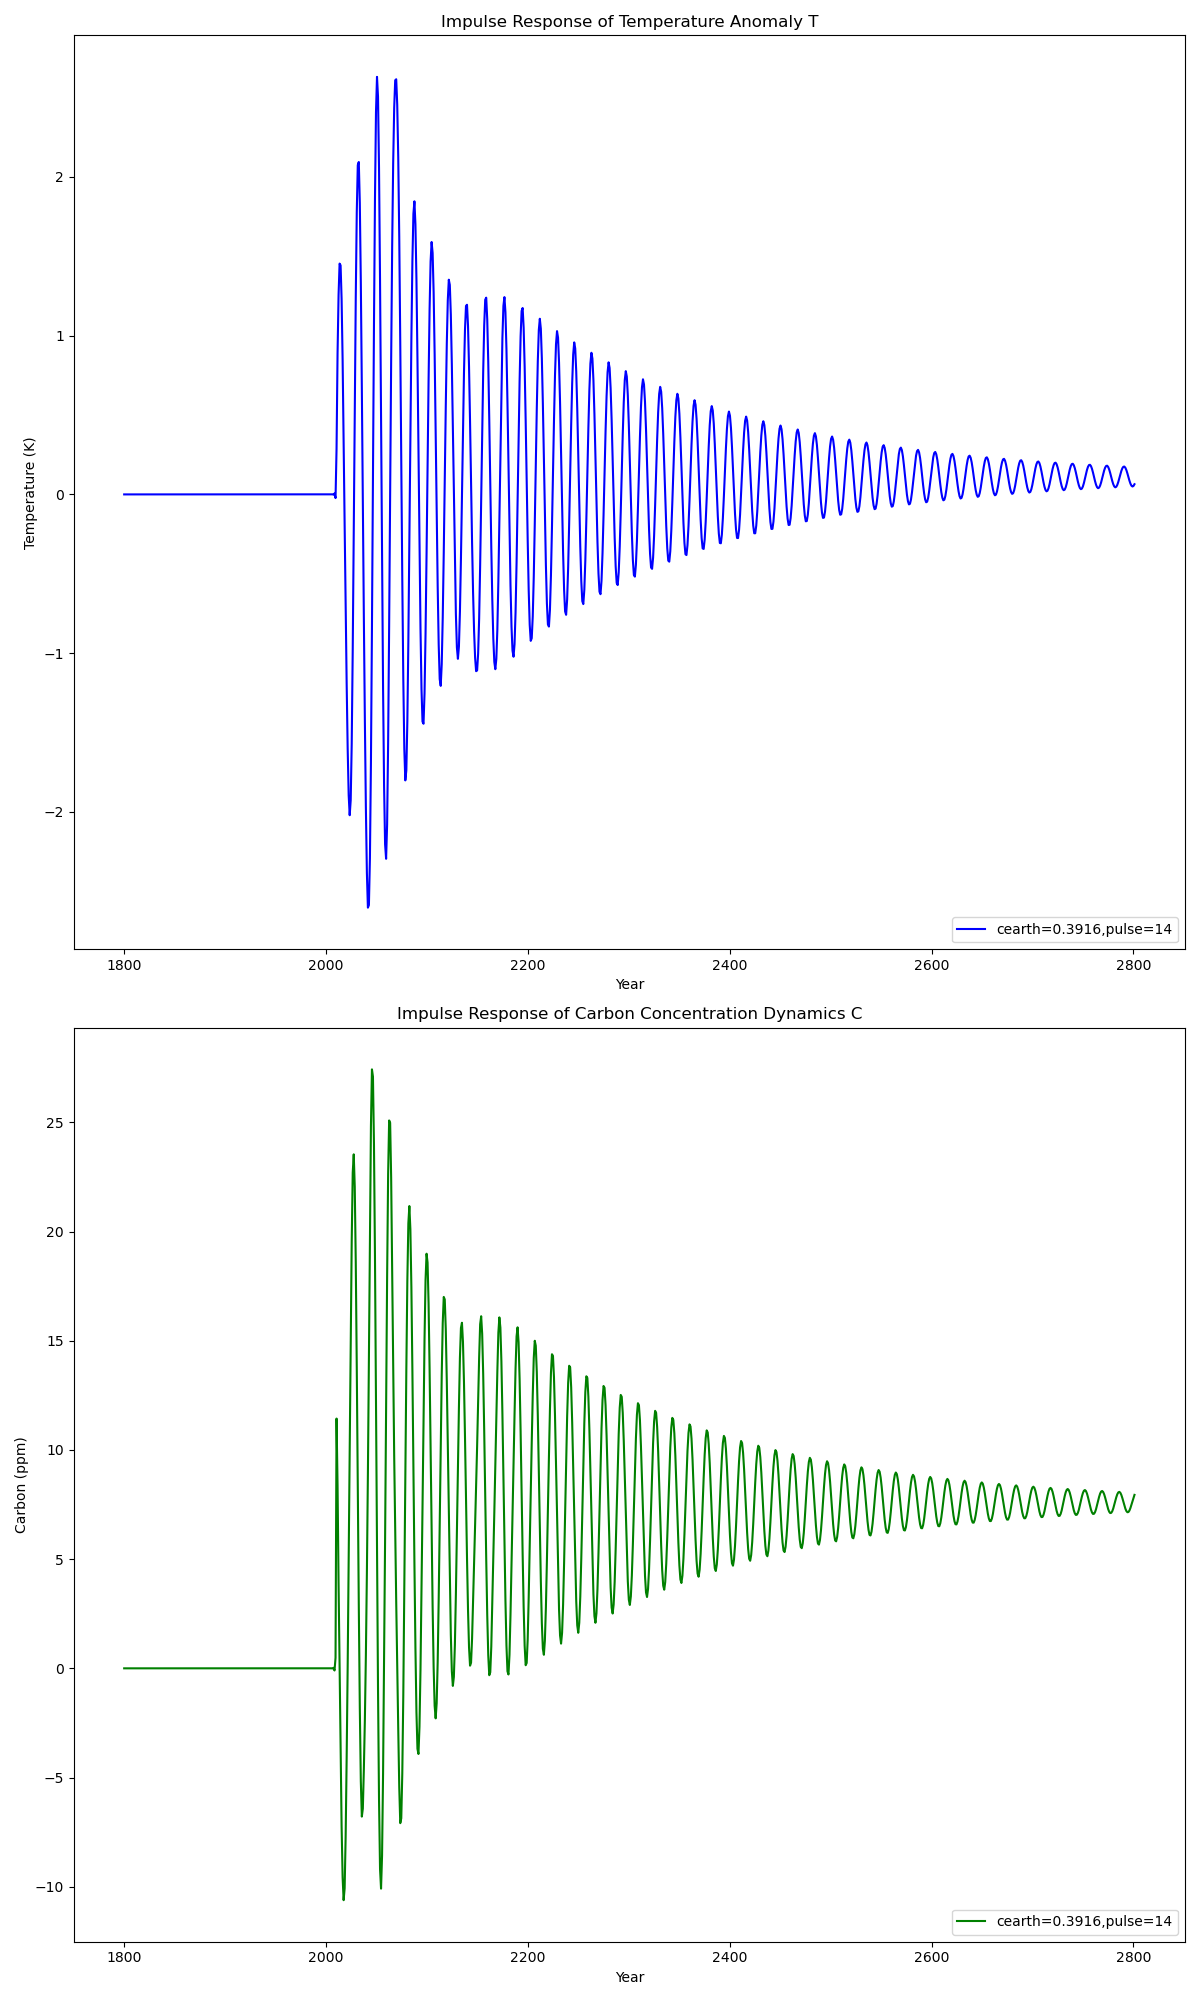 Impulse Response of Temperature Anomaly T
Temperature (K)
2
1
0
−1
−2
cearth=0.3916,pulse=14
1800 2000 2200 2400 2600 2800
Year
Impulse Response of Carbon Concentration Dynamics C
Carbon (ppm)
25
20
15
10
5
0
−5
−10
cearth=0.3916,pulse=14
1800 2000 2200 2400 2600 2800
Year